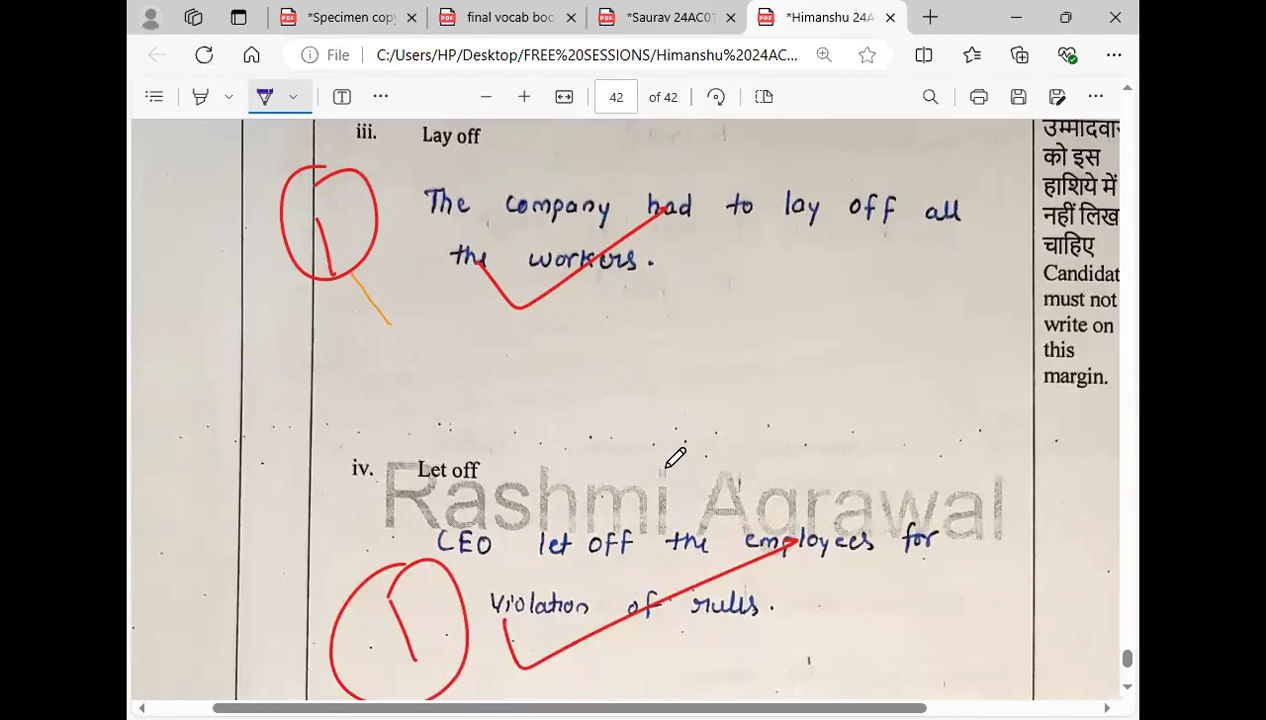 *Specimen cop
final vocab boo
*Saurav 24AC01
*Himanshu 24A
File
C:/Users/HP/Desktop/FREE%20SESSIONS/Himanshu%2024AC...
42 of 42
iii. Lay off
The company had to lay off all
the workers.
iv. Let off
Rashmi Agrawal
CEO let off the employees for
violation of rules.
1
1
उम्मीदवार
को इस
हाशिये में
नहीं लिख
चाहिए
Candidat
must not
write on
this
margin.